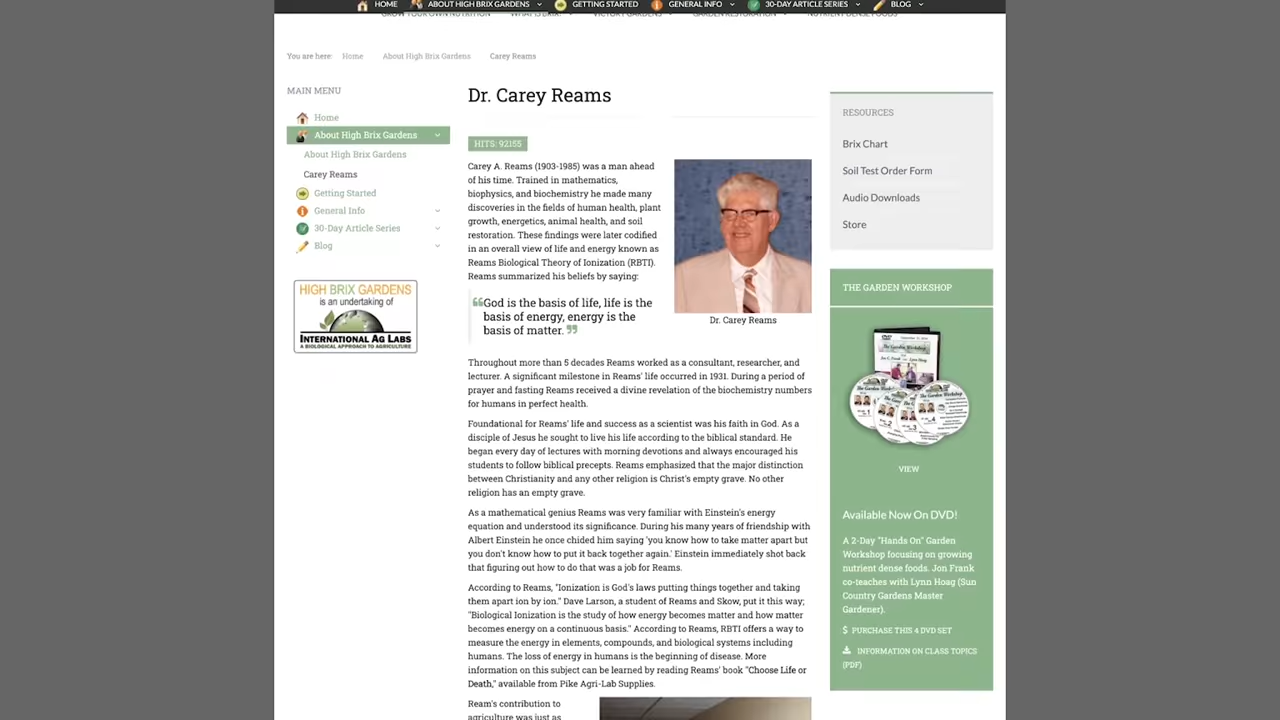 HOME
ABOUT HIGH BRIX GARDENS
GETTING STARTED
GENERAL INFO
30-DAY ARTICLE SERIES
BLOG
GROW YOUR OWN NUTRITION
WHAT IS BRIX?
VICTORY GARDENS
GARDEN RESTORATION
NUTRIENT DENSE FOODS
You are here: Home About High Brix Gardens Carey Reams
MAIN MENU
Home
About High Brix Gardens
About High Brix Gardens
Carey Reams
Getting Started
General Info
30-Day Article Series
Blog
HIGH BRIX GARDENS
is an undertaking of
INTERNATIONAL AG LABS
A BIOLOGICAL APPROACH TO AGRICULTURE
Dr. Carey Reams
HITS: 92155
Carey A. Reams (1903-1985) was a man ahead
of his time. Trained in mathematics,
biophysics, and biochemistry he made many
discoveries in the fields of human health, plant
growth, energetics, animal health, and soil
restoration. These findings were later codified
in an overall view of life and energy known as
Reams Biological Theory of Ionization (RBTI).
Reams summarized his beliefs by saying:
❝God is the basis of life, life is the
basis of energy, energy is the
basis of matter. ❞
Dr. Carey Reams
Throughout more than 5 decades Reams worked as a consultant, researcher, and
lecturer. A significant milestone in Reams' life occurred in 1931. During a period of
prayer and fasting Reams received a divine revelation of the biochemistry numbers
for humans in perfect health.
Foundational for Reams' life and success as a scientist was his faith in God. As a
disciple of Jesus he sought to live his life according to the biblical standard. He
began every day of lectures with morning devotions and always encouraged his
students to follow biblical precepts. Reams emphasized that the major distinction
between Christianity and any other religion is Christ's empty grave. No other
religion has an empty grave.
As a mathematical genius Reams was very familiar with Einstein's energy
equation and understood its significance. During his many years of friendship with
Albert Einstein he once chided him saying 'you know how to take matter apart but
you don't know how to put it back together again.' Einstein immediately shot back
that figuring out how to do that was a job for Reams.
According to Reams, "Ionization is God's laws putting things together and taking
them apart ion by ion." Dave Larson, a student of Reams and Skow, put it this way;
"Biological Ionization is the study of how energy becomes matter and how matter
becomes energy on a continuous basis." According to Reams, RBTI offers a way to
measure the energy in elements, compounds, and biological systems including
humans. The loss of energy in humans is the beginning of disease. More
information on this subject can be learned by reading Reams' book "Choose Life or
Death," available from Pike Agri-Lab Supplies.
Ream's contribution to
agriculture was just as
RESOURCES
Brix Chart
Soil Test Order Form
Audio Downloads
Store
THE GARDEN WORKSHOP
VIEW
Available Now On DVD!
A 2-Day "Hands On" Garden
Workshop focusing on growing
nutrient dense foods. Jon Frank
co-teaches with Lynn Hoag (Sun
Country Gardens Master
Gardener).
$ PURCHASE THIS 4 DVD SET
INFORMATION ON CLASS TOPICS
(PDF)